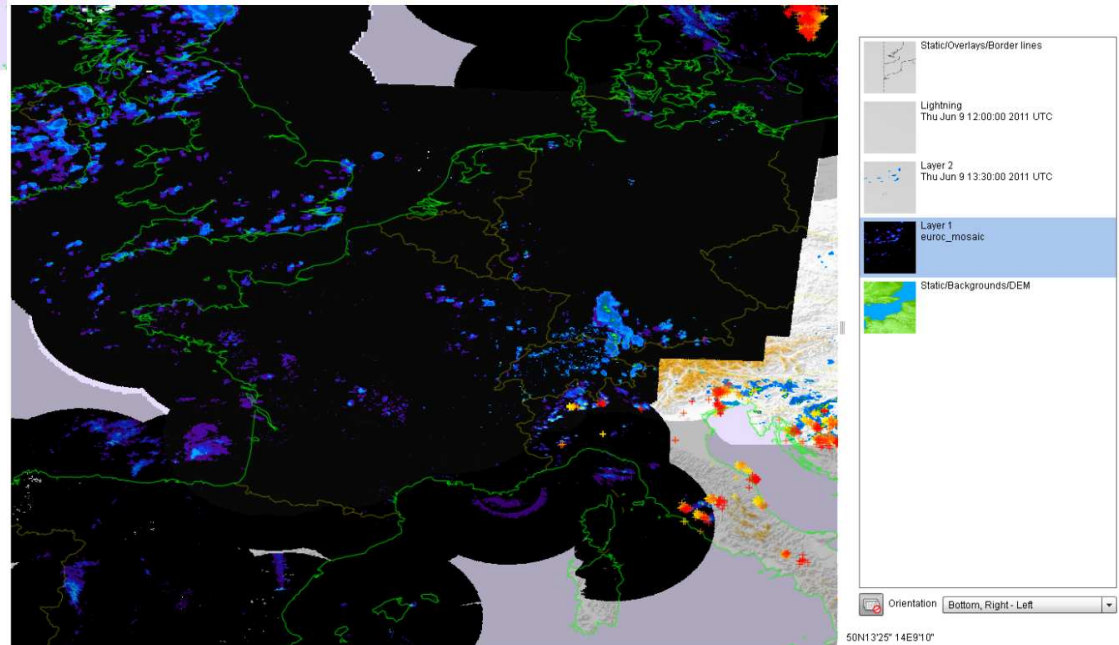 Static/Overlays/Border lines
Lightning
Thu Jun 9 12:00:00 2011 UTC
Layer 2
Thu Jun 9 13:30:00 2011 UTC
Layer 1
euroc_mosaic
Static/Backgrounds/DEM
Orientation
Bottom, Right - Left
50N13'25" 14E9'10"